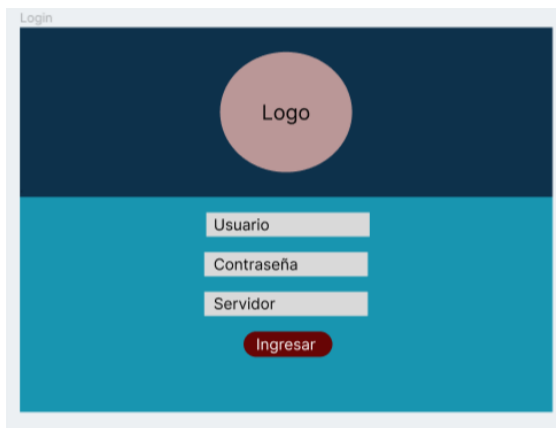 Login
Logo
Usuario
Contraseña
Servidor
Ingresar